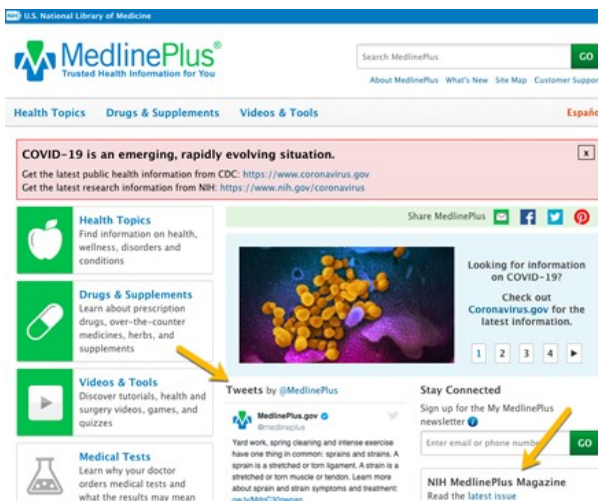 NIH U.S. National Library of Medicine
MedlinePlus®
Trusted Health Information for You
Search MedlinePlus
GO
About MedlinePlus What's New Site Map Customer Suppor
Health Topics Drugs & Supplements Videos & Tools
Españo
COVID-19 is an emerging, rapidly evolving situation.
x
Get the latest public health information from CDC: https://www.coronavirus.gov
Get the latest research information from NIH: https://www.nih.gov/coronavirus
Health Topics
Find information on health,
wellness, disorders and
conditions
Drugs & Supplements
Learn about prescription
drugs, over-the-counter
medicines, herbs, and
supplements
Videos & Tools
Discover tutorials, health and
surgery videos, games, and
quizzes
Medical Tests
Learn why your doctor
orders medical tests and
what the results may mean
Share MedlinePlus
Looking for information
on COVID-19?
Check out
Coronavirus.gov for the
latest information.
1 2 3 4
Tweets by @MedlinePlus
MedlinePlus.gov
@medlineplus
Yard work, spring cleaning and intense exercise
have one thing in common: sprains and strains. A
sprain is a stretched or torn ligament. A strain is a
stretched or torn muscle or tendon. Learn more
about sprain and strain symptoms and treatment:
Stay Connected
Sign up for the My MedlinePlus
newsletter
Enter email or phone numbe
GO
NIH MedlinePlus Magazine
Read the latest issue